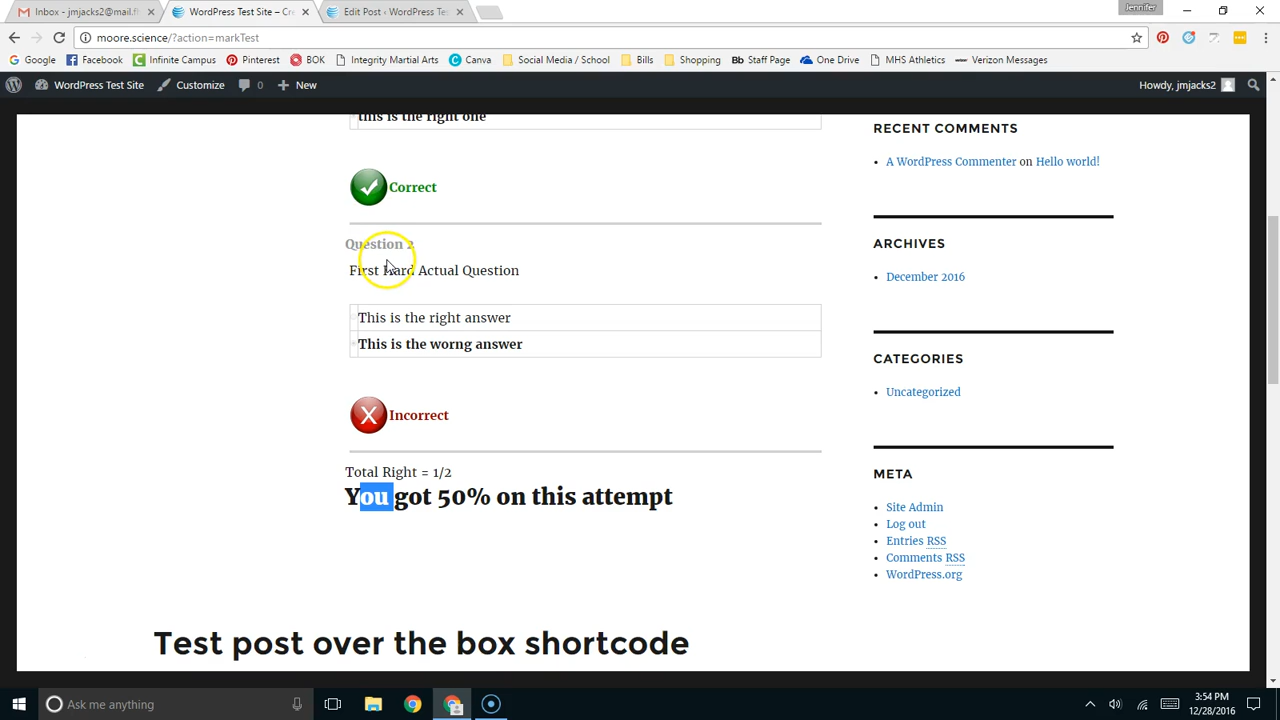 Inbox - jmjacks2@mail.f
WordPress Test Site – Cre
Edit Post ‹ WordPress Tes
Jennifer
moore.science/?action=markTest
Google
Facebook
Infinite Campus
Pinterest
BOK
Integrity Martial Arts
Canva
Social Media / School
Bills
Shopping
Bb Staff Page
One Drive
MHS Athletics
Verizon Messages
WordPress Test Site
Customize
0
New
Howdy, jmjacks2
this is the right one
Correct
Question 2
First Hard Actual Question
This is the right answer
This is the worng answer
Incorrect
Total Right = 1/2
You got 50% on this attempt
Test post over the box shortcode
RECENT COMMENTS
A WordPress Commenter on Hello world!
ARCHIVES
December 2016
CATEGORIES
Uncategorized
META
Site Admin
Log out
Entries RSS
Comments RSS
WordPress.org
Ask me anything
3:54 PM
12/28/2016